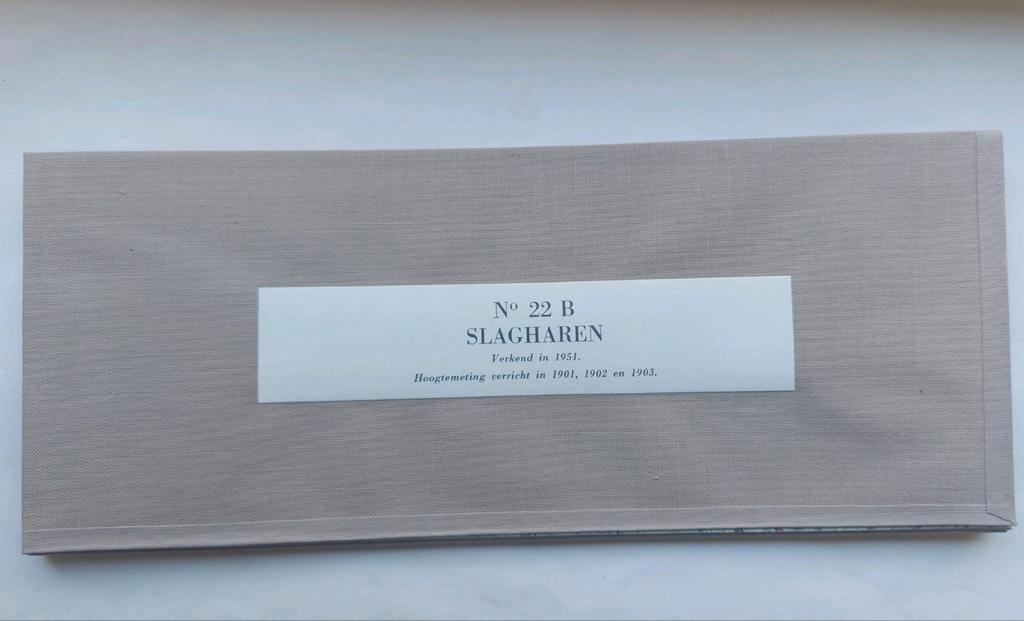 Nº 22 B
SLAGHAREN
Verkend in 1951.
Hoogtemeting verricht in 1901, 1902 en 1903.